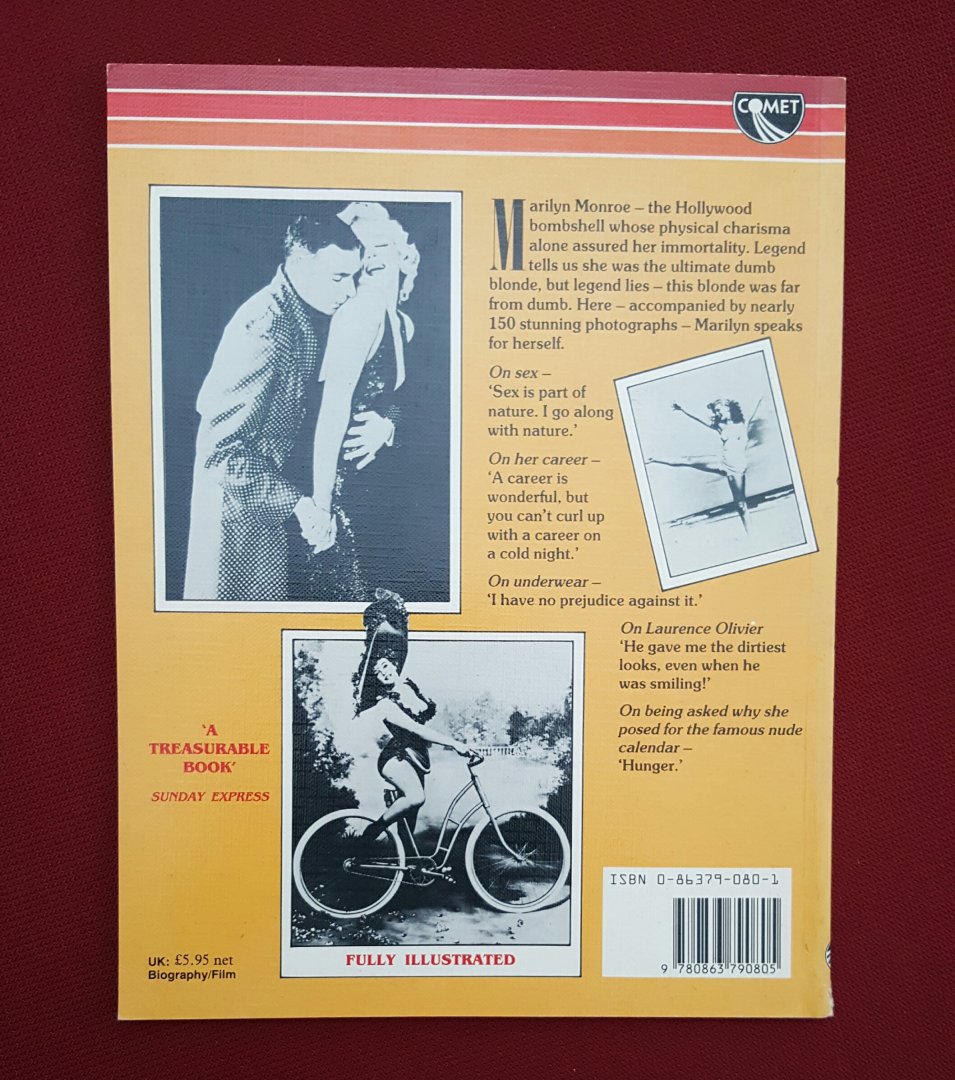 COMET
Marilyn Monroe – the Hollywood
bombshell whose physical charisma
alone assured her immortality. Legend
tells us she was the ultimate dumb
blonde, but legend lies – this blonde was far
from dumb. Here – accompanied by nearly
150 stunning photographs – Marilyn speaks
for herself.
On sex –
‘Sex is part of
nature. I go along
with nature.’
On her career –
‘A career is
wonderful, but
you can’t curl up
with a career on
a cold night.’
On underwear –
‘I have no prejudice against it.’
On Laurence Olivier
‘He gave me the dirtiest
looks, even when he
was smiling!’
On being asked why she
posed for the famous nude
calendar –
‘Hunger.’
‘A
TREASURABLE
BOOK’
SUNDAY EXPRESS
FULLY ILLUSTRATED
UK: £5.95 net
Biography/Film
ISBN 0-86379-080-1
9 780863 790805